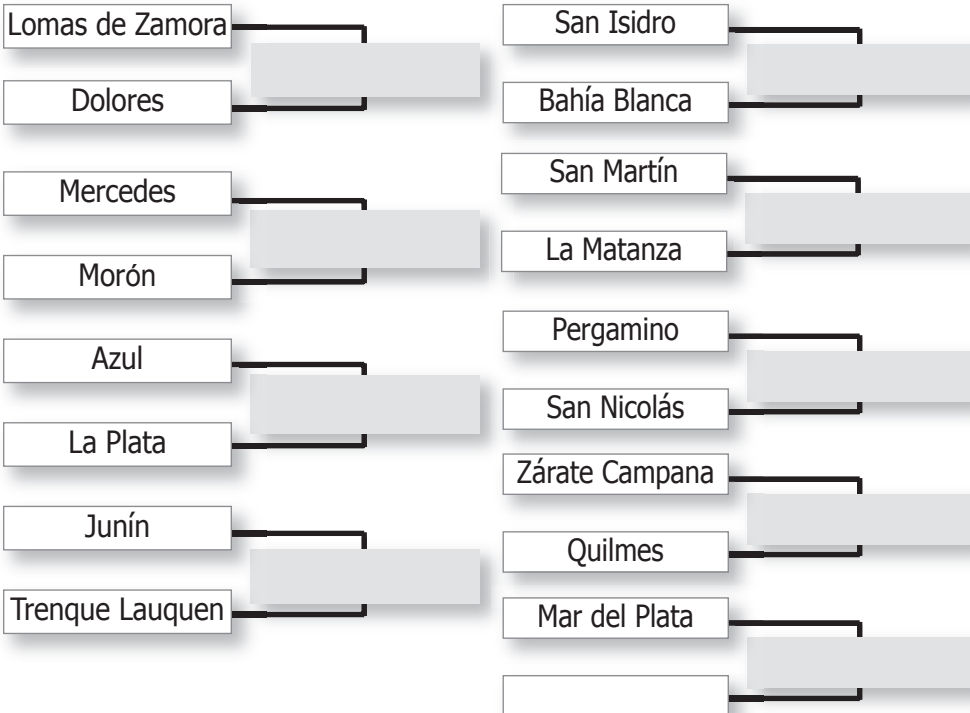 Lomas de Zamora
Dolores
Mercedes
Morón
Azul
La Plata
Junín
Trenque Lauquen
San Isidro
Bahía Blanca
San Martín
La Matanza
Pergamino
San Nicolás
Zárate Campana
Quilmes
Mar del Plata